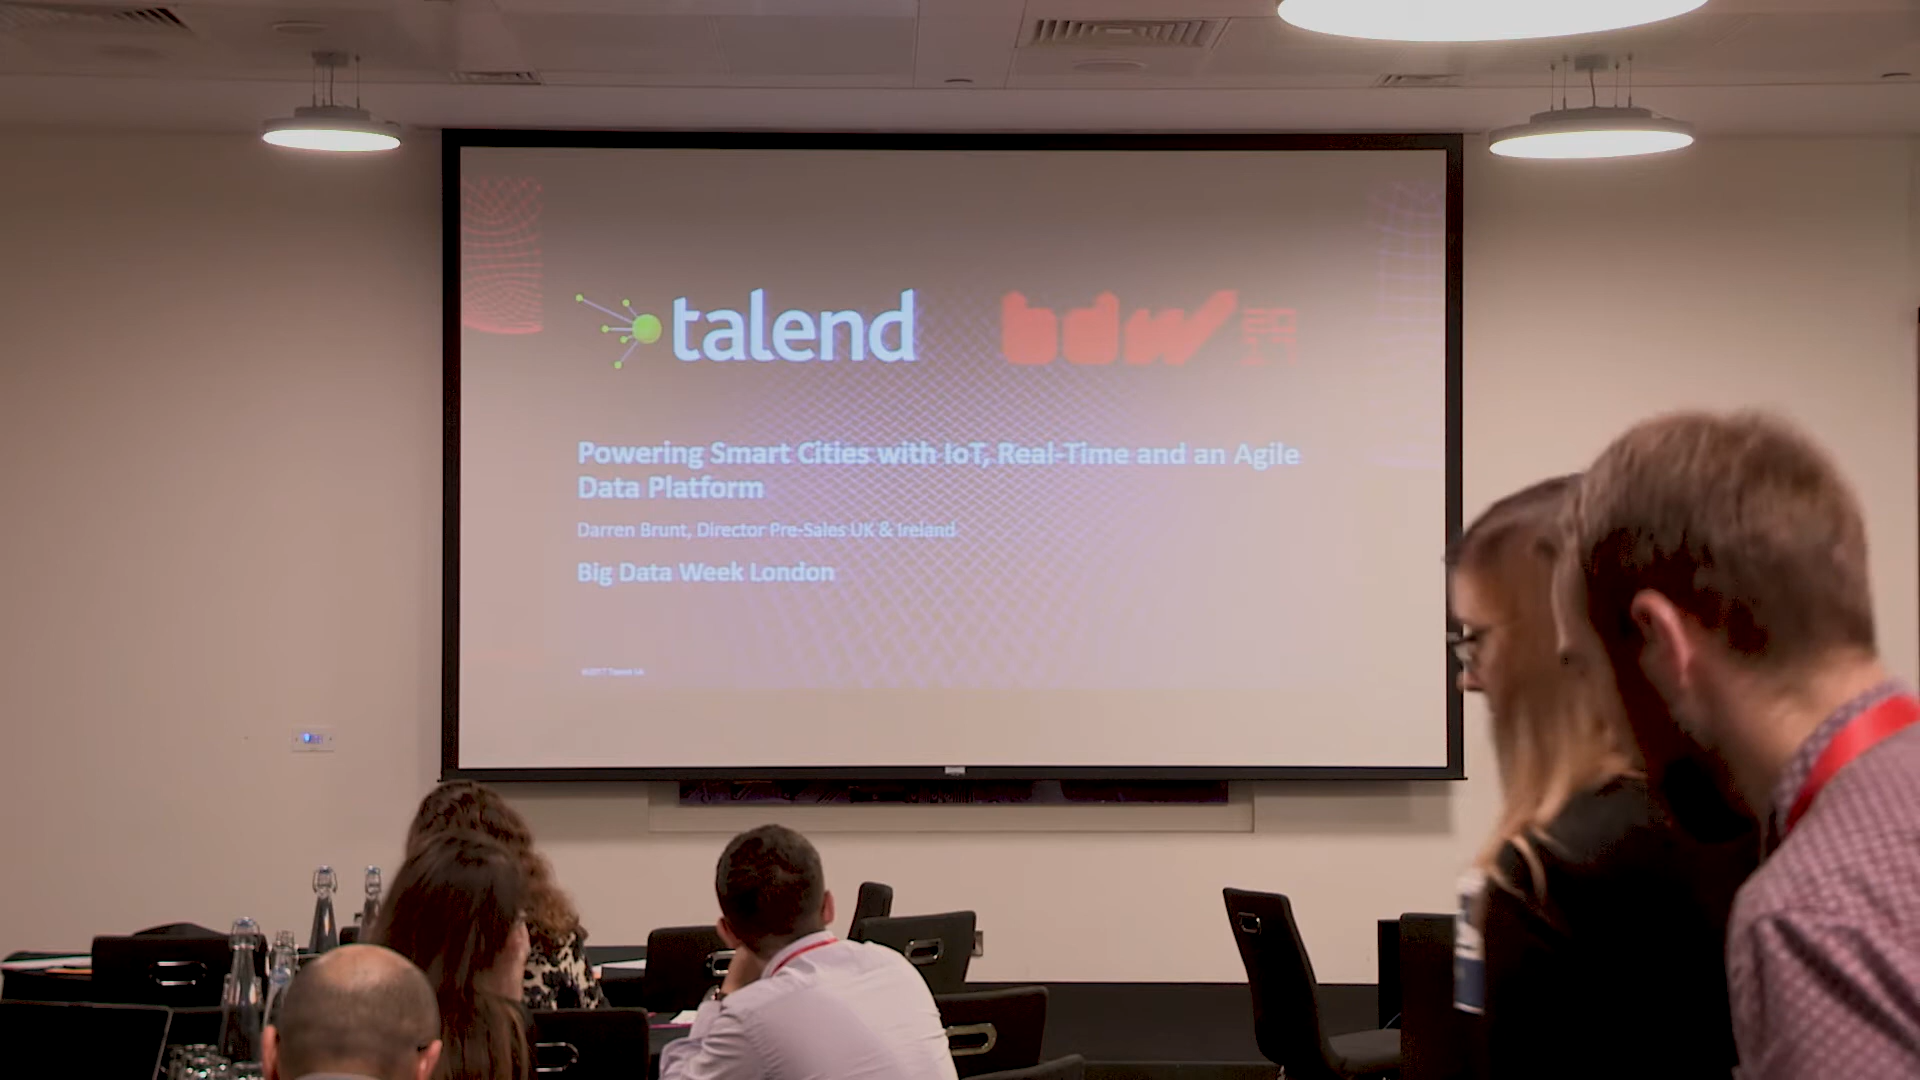 talend
bdw
Powering Smart Cities with IoT, Real-Time and an Agile
Data Platform
Darren Brunt, Director Pre-Sales UK & Ireland
Big Data Week London